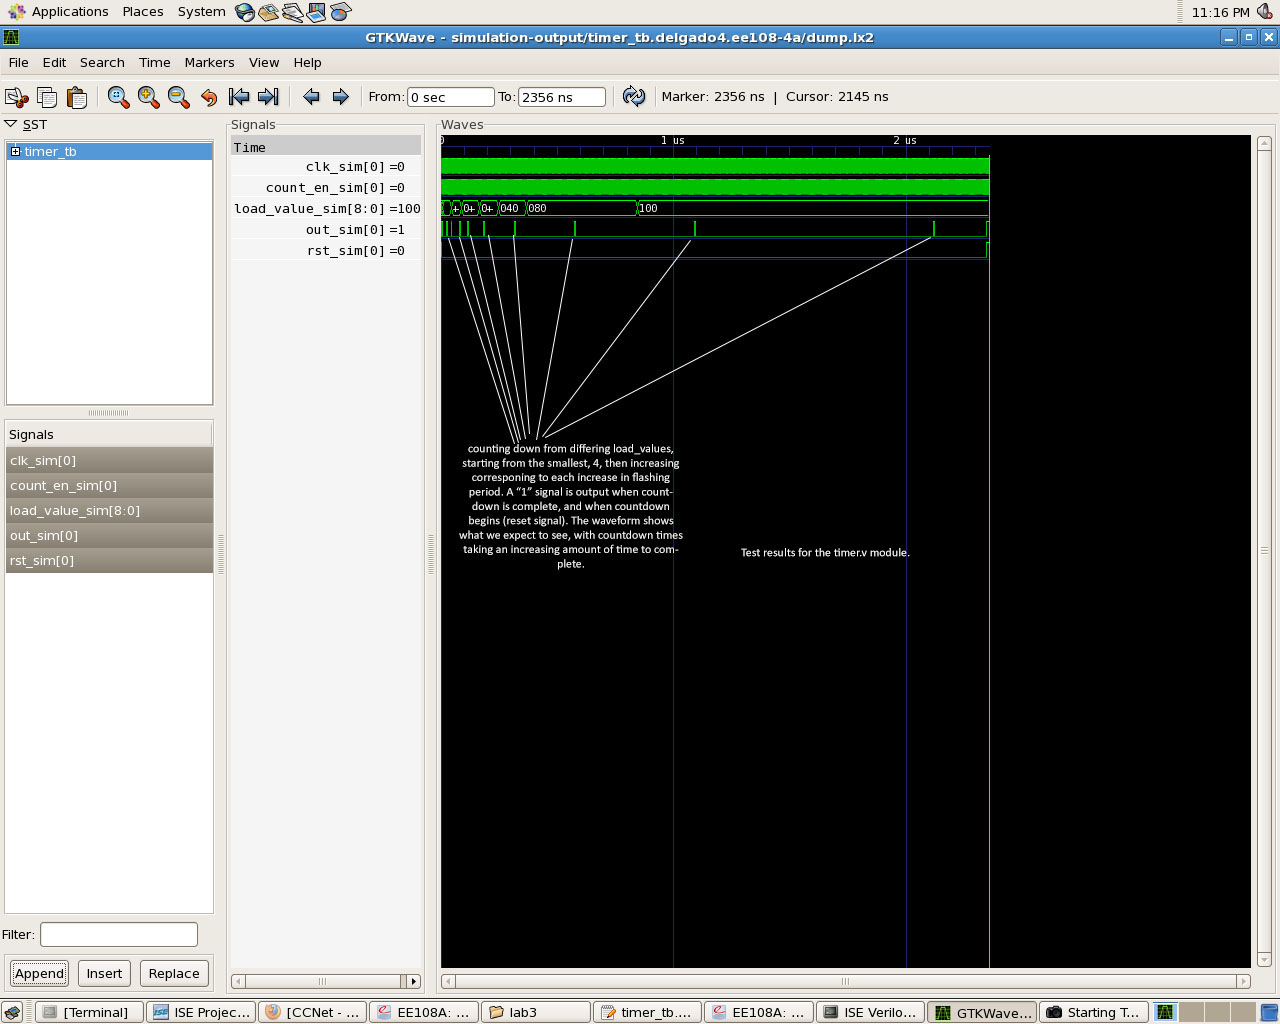 Applications Places System 11:16 PM
GTKWave - simulation-output/timer_tb.delgado4.ee108-4a/dump.lx2
File Edit Search Time Markers View Help
From: 0 sec To: 2356 ns Marker: 2356 ns | Cursor: 2145 ns
SST
timer_tb
Signals
clk_sim[0]
count_en_sim[0]
load_value_sim[8:0]
out_sim[0]
rst_sim[0]
Filter:
Append Insert Replace
Signals
Time
clk_sim[0] =0
count_en_sim[0] =0
load_value_sim[8:0] =100
out_sim[0] =1
rst_sim[0] =0
Waves
0 1 us 2 us
+ 0+ 0+ 040 080 100
counting down from differing load_values,
starting from the smallest, 4, then increasing
corresponing to each increase in flashing
period. A “1” signal is output when count-
down is complete, and when countdown
begins (reset signal). The waveform shows
what we expect to see, with countdown times
taking an increasing amount of time to com-
plete.
Test results for the timer.v module.
[Terminal] ISE Projec... [CCNet - ... EE108A: ... lab3 timer_tb.... EE108A: ... ISE Verilo... GTKWave... Starting T...